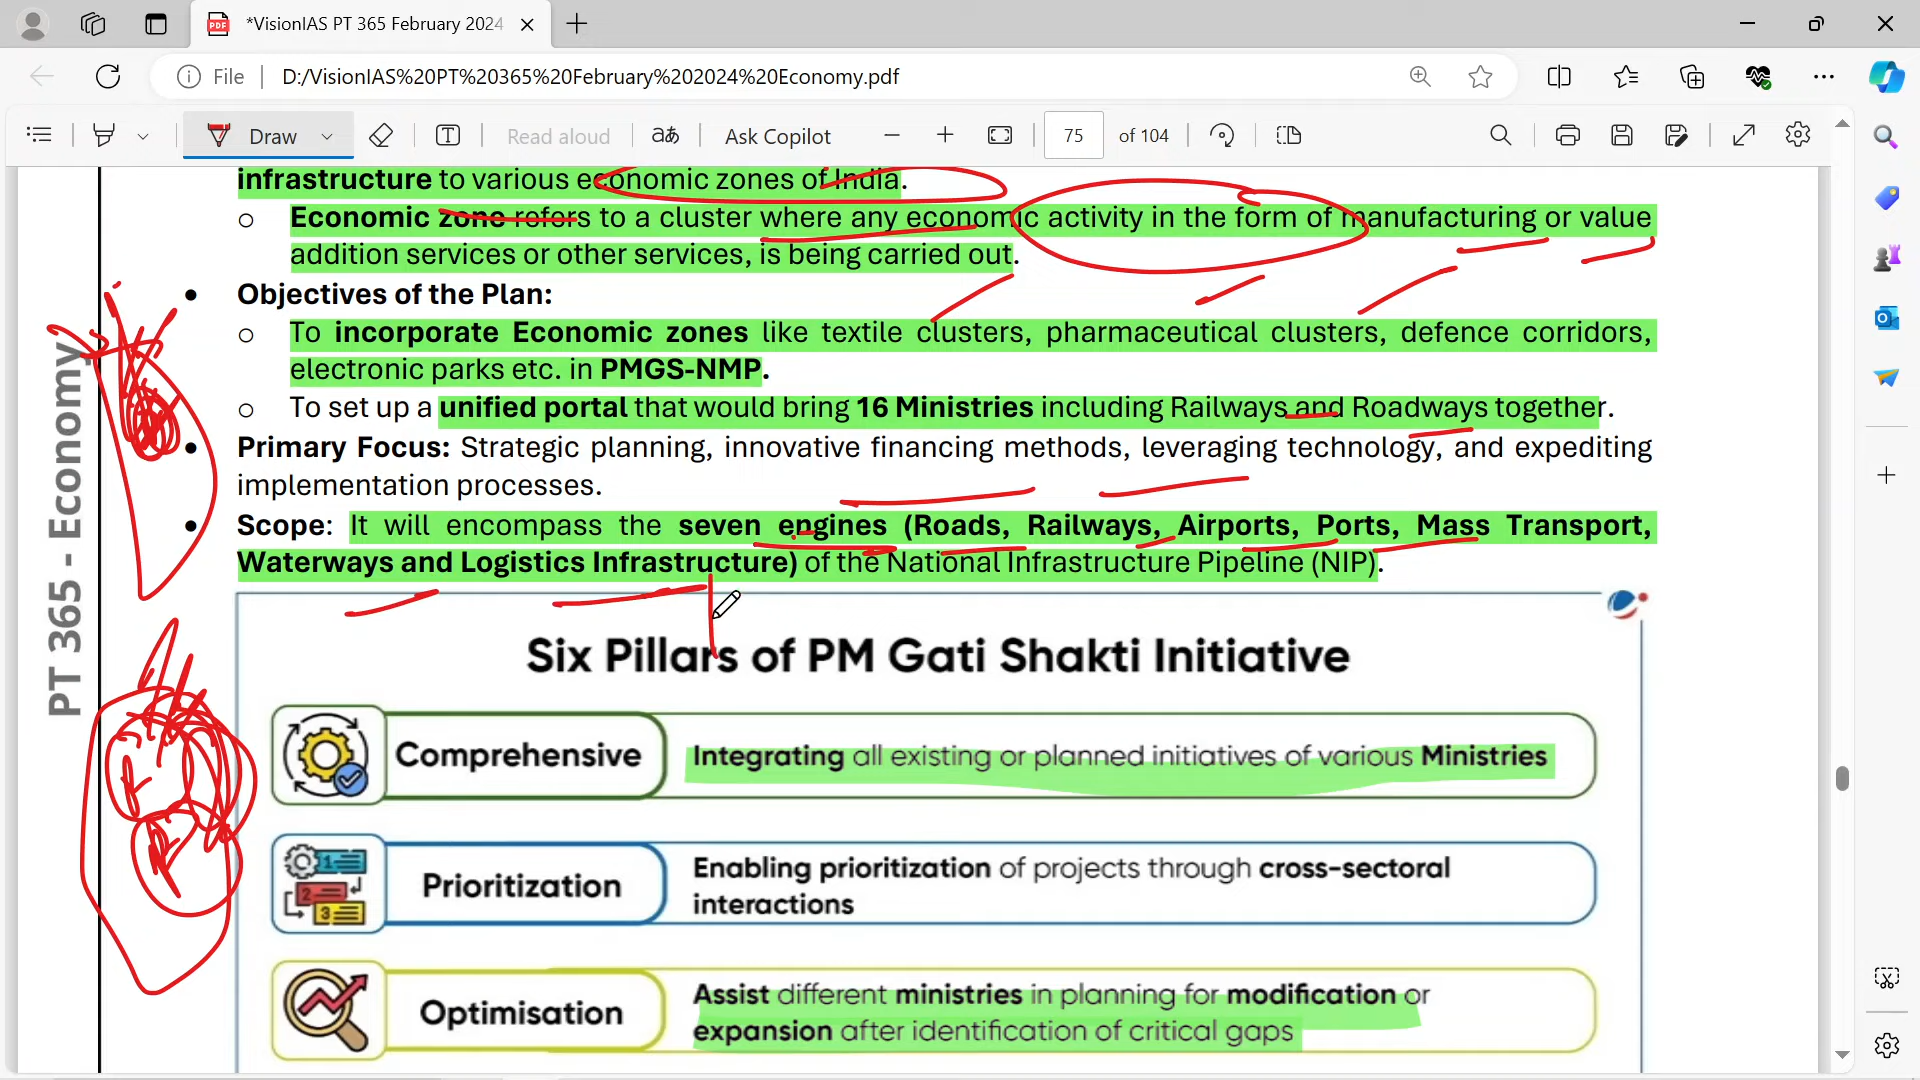 *VisionIAS PT 365 February 2024
File
D:/VisionIAS%20PT%20365%20February%202024%20Economy.pdf
Draw
Read aloud
aあ
Ask Copilot
75
of 104
infrastructure to various economic zones of India.
o Economic zone refers to a cluster where any economic activity in the form of manufacturing or value
addition services or other services, is being carried out.
• Objectives of the Plan:
o To incorporate Economic zones like textile clusters, pharmaceutical clusters, defence corridors,
electronic parks etc. in PMGS-NMP.
o To set up a unified portal that would bring 16 Ministries including Railways and Roadways together.
• Primary Focus: Strategic planning, innovative financing methods, leveraging technology, and expediting
implementation processes.
• Scope: It will encompass the seven engines (Roads, Railways, Airports, Ports, Mass Transport,
Waterways and Logistics Infrastructure) of the National Infrastructure Pipeline (NIP).
PT 365 - Economy
Six Pillars of PM Gati Shakti Initiative
Comprehensive
Integrating all existing or planned initiatives of various Ministries
1
2
3
Prioritization
Enabling prioritization of projects through cross-sectoral
interactions
Optimisation
Assist different ministries in planning for modification or
expansion after identification of critical gaps